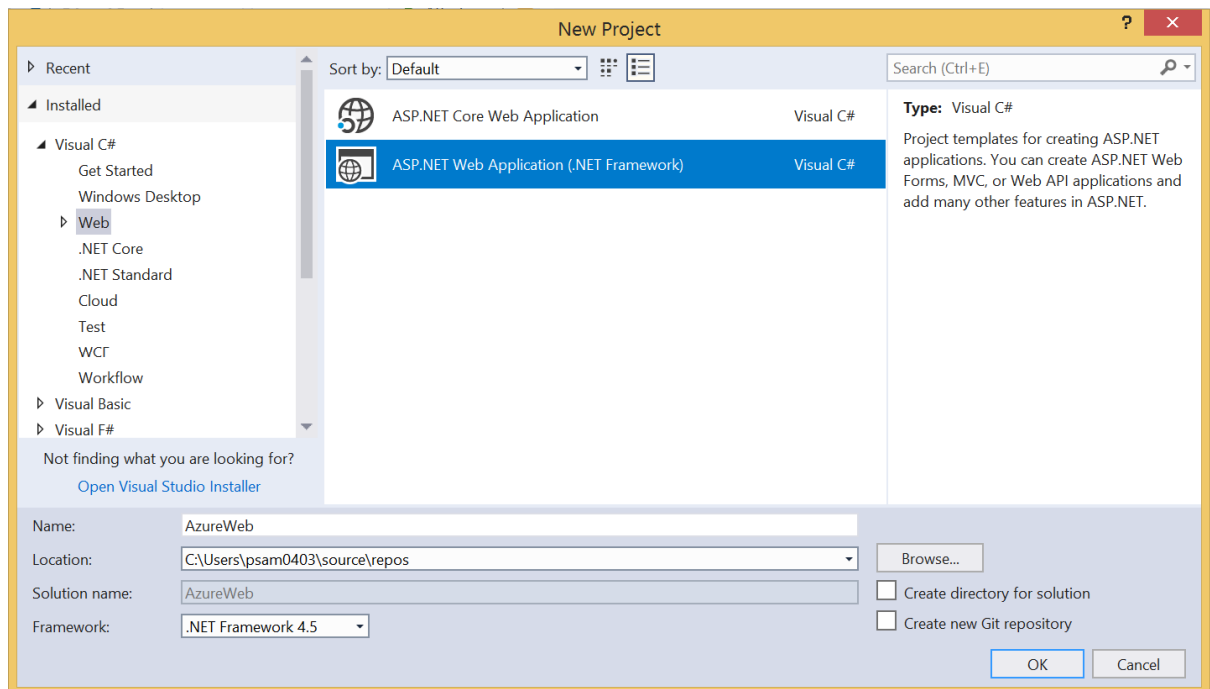 New Project
?
Recent
Installed
Visual C#
Get Started
Windows Desktop
Web
.NET Core
.NET Standard
Cloud
Test
WCF
Workflow
Visual Basic
Visual F#
Not finding what you are looking for?
Open Visual Studio Installer
Sort by: Default
ASP.NET Core Web Application Visual C#
ASP.NET Web Application (.NET Framework) Visual C#
Search (Ctrl+E)
Type: Visual C#
Project templates for creating ASP.NET
applications. You can create ASP.NET Web
Forms, MVC, or Web API applications and
add many other features in ASP.NET.
Name: AzureWeb
Location: C:\Users\psam0403\source\repos
Browse...
Solution name: AzureWeb
Create directory for solution
Framework: .NET Framework 4.5
Create new Git repository
OK Cancel